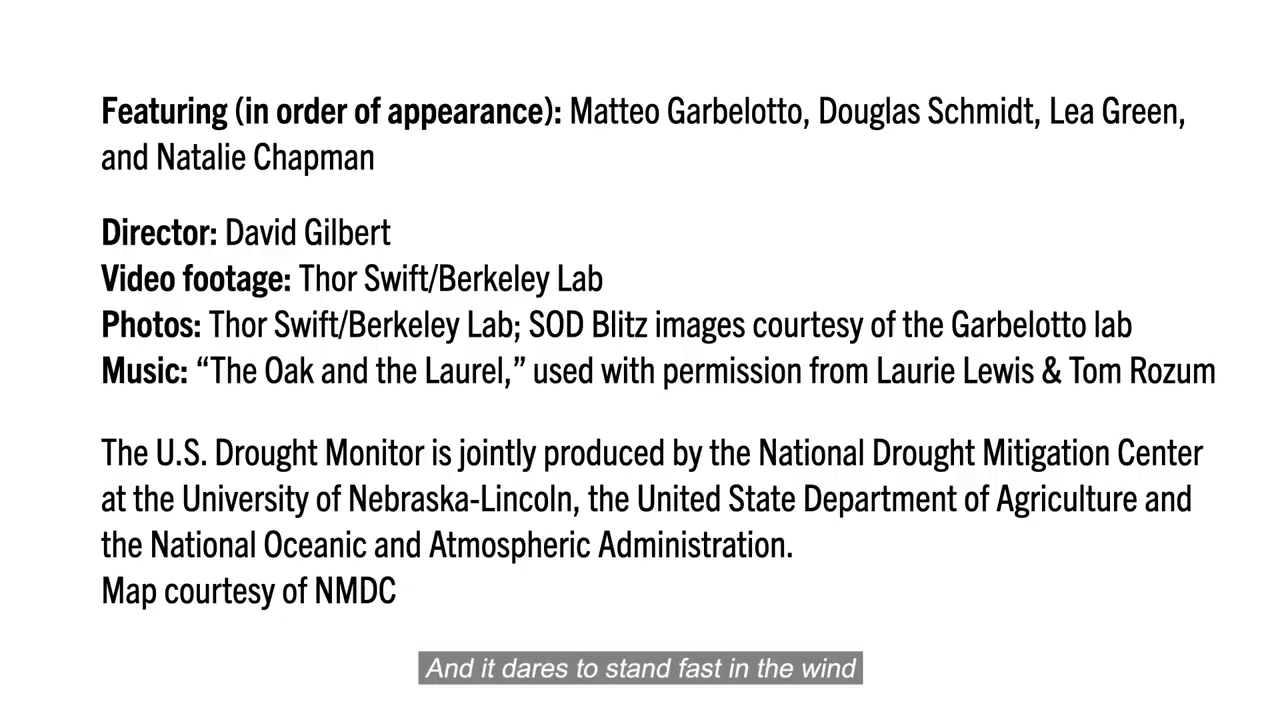 Featuring (in order of appearance): Matteo Garbelotto, Douglas Schmidt, Lea Green,
and Natalie Chapman
Director: David Gilbert
Video footage: Thor Swift/Berkeley Lab
Photos: Thor Swift/Berkeley Lab; SOD Blitz images courtesy of the Garbelotto lab
Music: “The Oak and the Laurel,” used with permission from Laurie Lewis & Tom Rozum
The U.S. Drought Monitor is jointly produced by the National Drought Mitigation Center
at the University of Nebraska-Lincoln, the United State Department of Agriculture and
the National Oceanic and Atmospheric Administration.
Map courtesy of NMDC
And it dares to stand fast in the wind